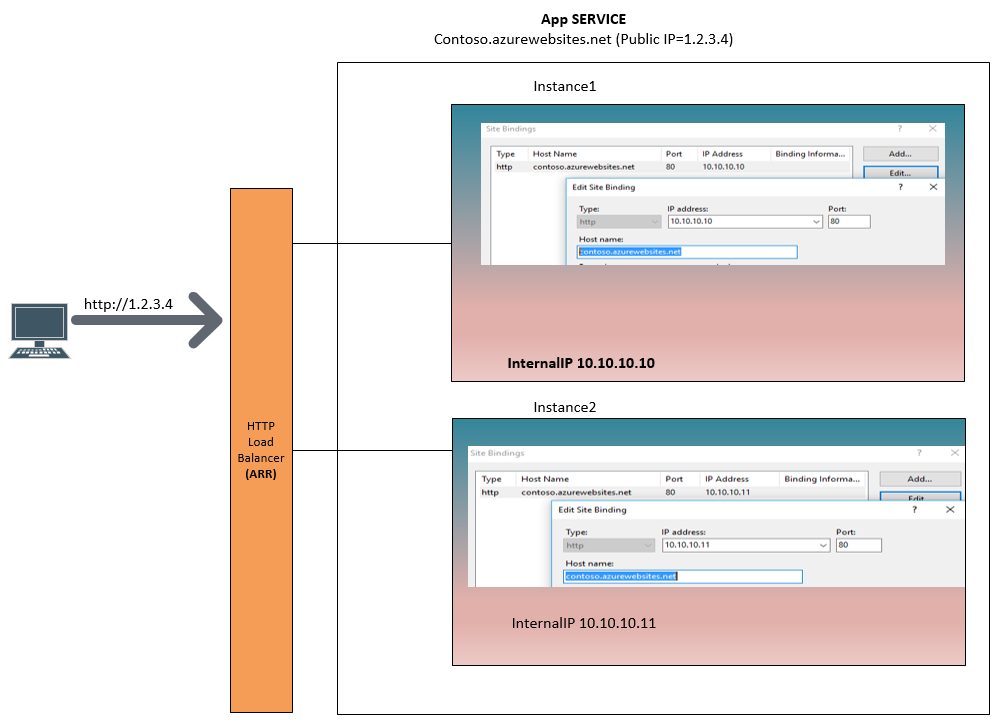 App SERVICE
Contoso.azurewebsites.net (Public IP=1.2.3.4)
Instance1
Site Bindings ? ×
Type Host Name Port IP Address Binding Informa... Add...
http contoso.azurewebsites.net 80 10.10.10.10
Edit...
Edit Site Binding ? ×
Type: IP address: Port:
http 10.10.10.10 80
Host name:
contoso.azurewebsites.net
InternalIP 10.10.10.10
http://1.2.3.4
HTTP
Load
Balancer
(ARR)
Instance2
Site Bindings ? ×
Type Host Name Port IP Address Binding Informa... Add...
http contoso.azurewebsites.net 80 10.10.10.11
Edit
Edit Site Binding ? ×
Type: IP address: Port:
http 10.10.10.11 80
Host name:
contoso.azurewebsites.net
InternalIP 10.10.10.11